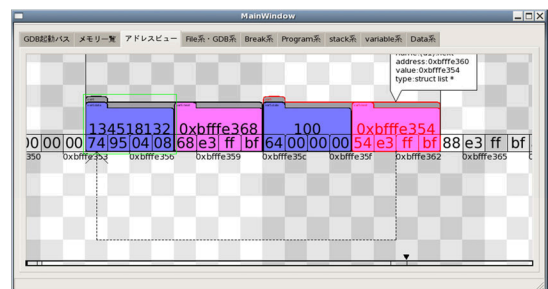 MainWindow
GDB起動パス メモリ一覧 アドレスビュー File系・GDB系 Break系 Program系 stack系 variable系 Data系
address:0xbfffe360
value:0xbfffe354
type:struct list *
134518132 0xbfffe368 100 0xbfffe354
00 00 74 95 04 08 68 e3 ff bf 64 00 00 00 54 e3 ff bf 88 e3 ff bf
350 0xbfffe353 0xbfffe356 0xbfffe359 0xbfffe35c 0xbfffe35f 0xbfffe362 0xbfffe365